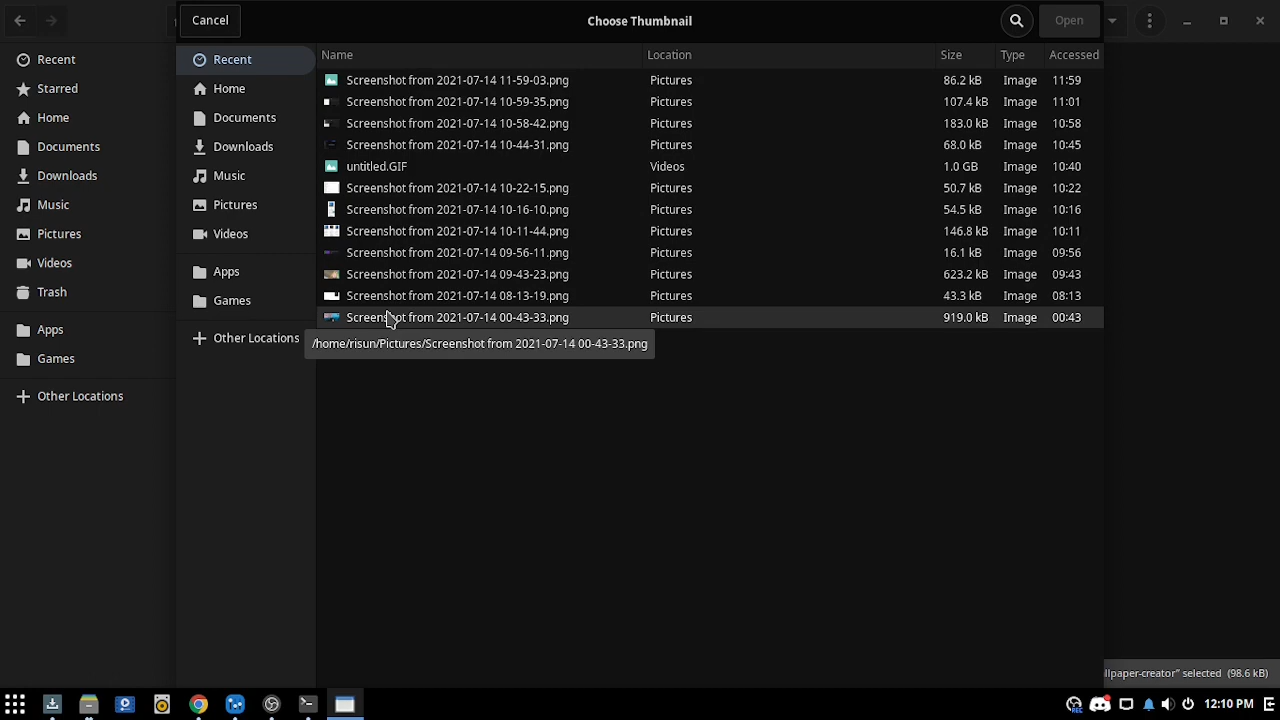 Cancel
Choose Thumbnail
Open
Recent
Starred
Home
Documents
Downloads
Music
Pictures
Videos
Trash
Apps
Games
Other Locations
Recent
Home
Documents
Downloads
Music
Pictures
Videos
Apps
Games
Other Locations
Name Location Size Type Accessed
Screenshot from 2021-07-14 11-59-03.png Pictures 86.2 kB Image 11:59
Screenshot from 2021-07-14 10-59-35.png Pictures 107.4 kB Image 11:01
Screenshot from 2021-07-14 10-58-42.png Pictures 183.0 kB Image 10:58
Screenshot from 2021-07-14 10-44-31.png Pictures 68.0 kB Image 10:45
untitled.GIF Videos 1.0 GB Image 10:40
Screenshot from 2021-07-14 10-22-15.png Pictures 50.7 kB Image 10:22
Screenshot from 2021-07-14 10-16-10.png Pictures 54.5 kB Image 10:16
Screenshot from 2021-07-14 10-11-44.png Pictures 146.8 kB Image 10:11
Screenshot from 2021-07-14 09-56-11.png Pictures 16.1 kB Image 09:56
Screenshot from 2021-07-14 09-43-23.png Pictures 623.2 kB Image 09:43
Screenshot from 2021-07-14 08-13-19.png Pictures 43.3 kB Image 08:13
Screenshot from 2021-07-14 00-43-33.png Pictures 919.0 kB Image 00:43
/home/risun/Pictures/Screenshot from 2021-07-14 00-43-33.png
llpaper-creator" selected (98.6 kB)
REC
12:10 PM